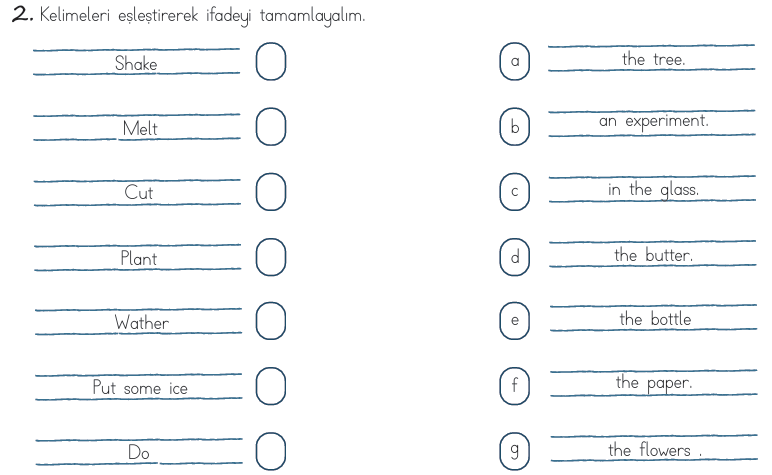 2. Kelimeleri eşleştirerek ifadeyi tamamlayalım.
Shake
a the tree.
Melt
b an experiment.
Cut
c in the glass.
Plant
d the butter.
Wather
e the bottle
Put some ice
f the paper.
Do
g the flowers .